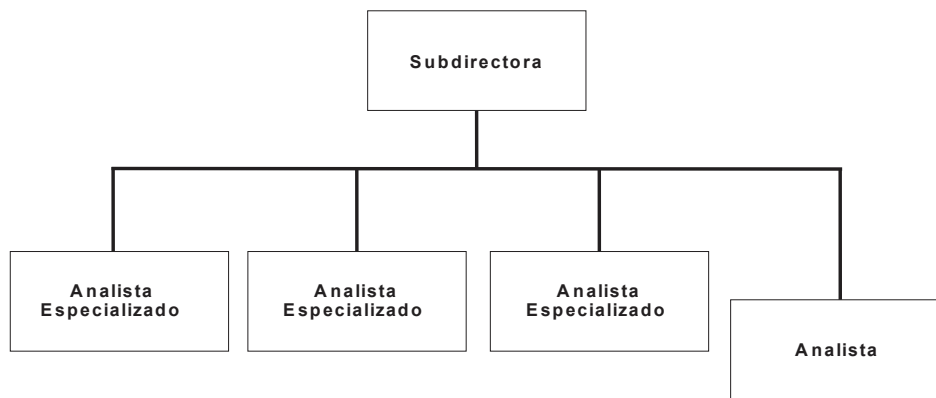 Subdirectora
Analista
Especializado
Analista
Especializado
Analista
Especializado
Analista